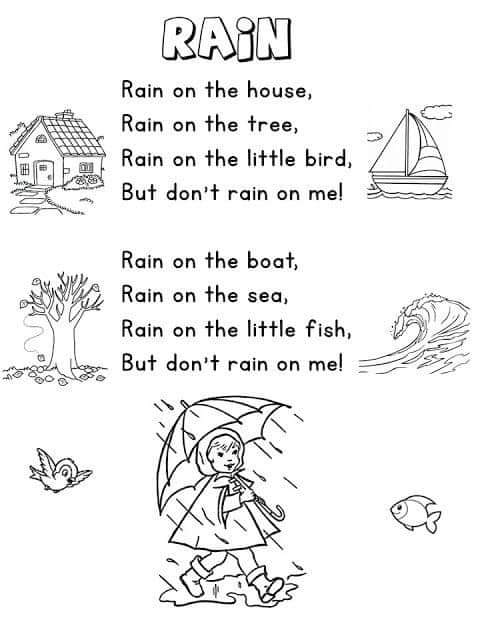 RAiN
Rain on the house,
Rain on the tree,
Rain on the little bird,
But don't rain on me!
Rain on the boat,
Rain on the sea,
Rain on the little fish,
But don't rain on me!